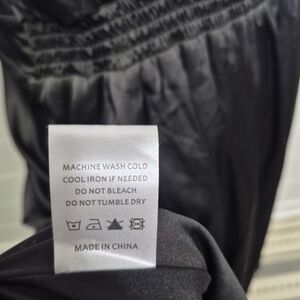 MACHINE WASH COLD
COOL IRON IF NEEDED
DO NOT BLEACH
DO NOT TUMBLE DRY
MADE IN CHINA